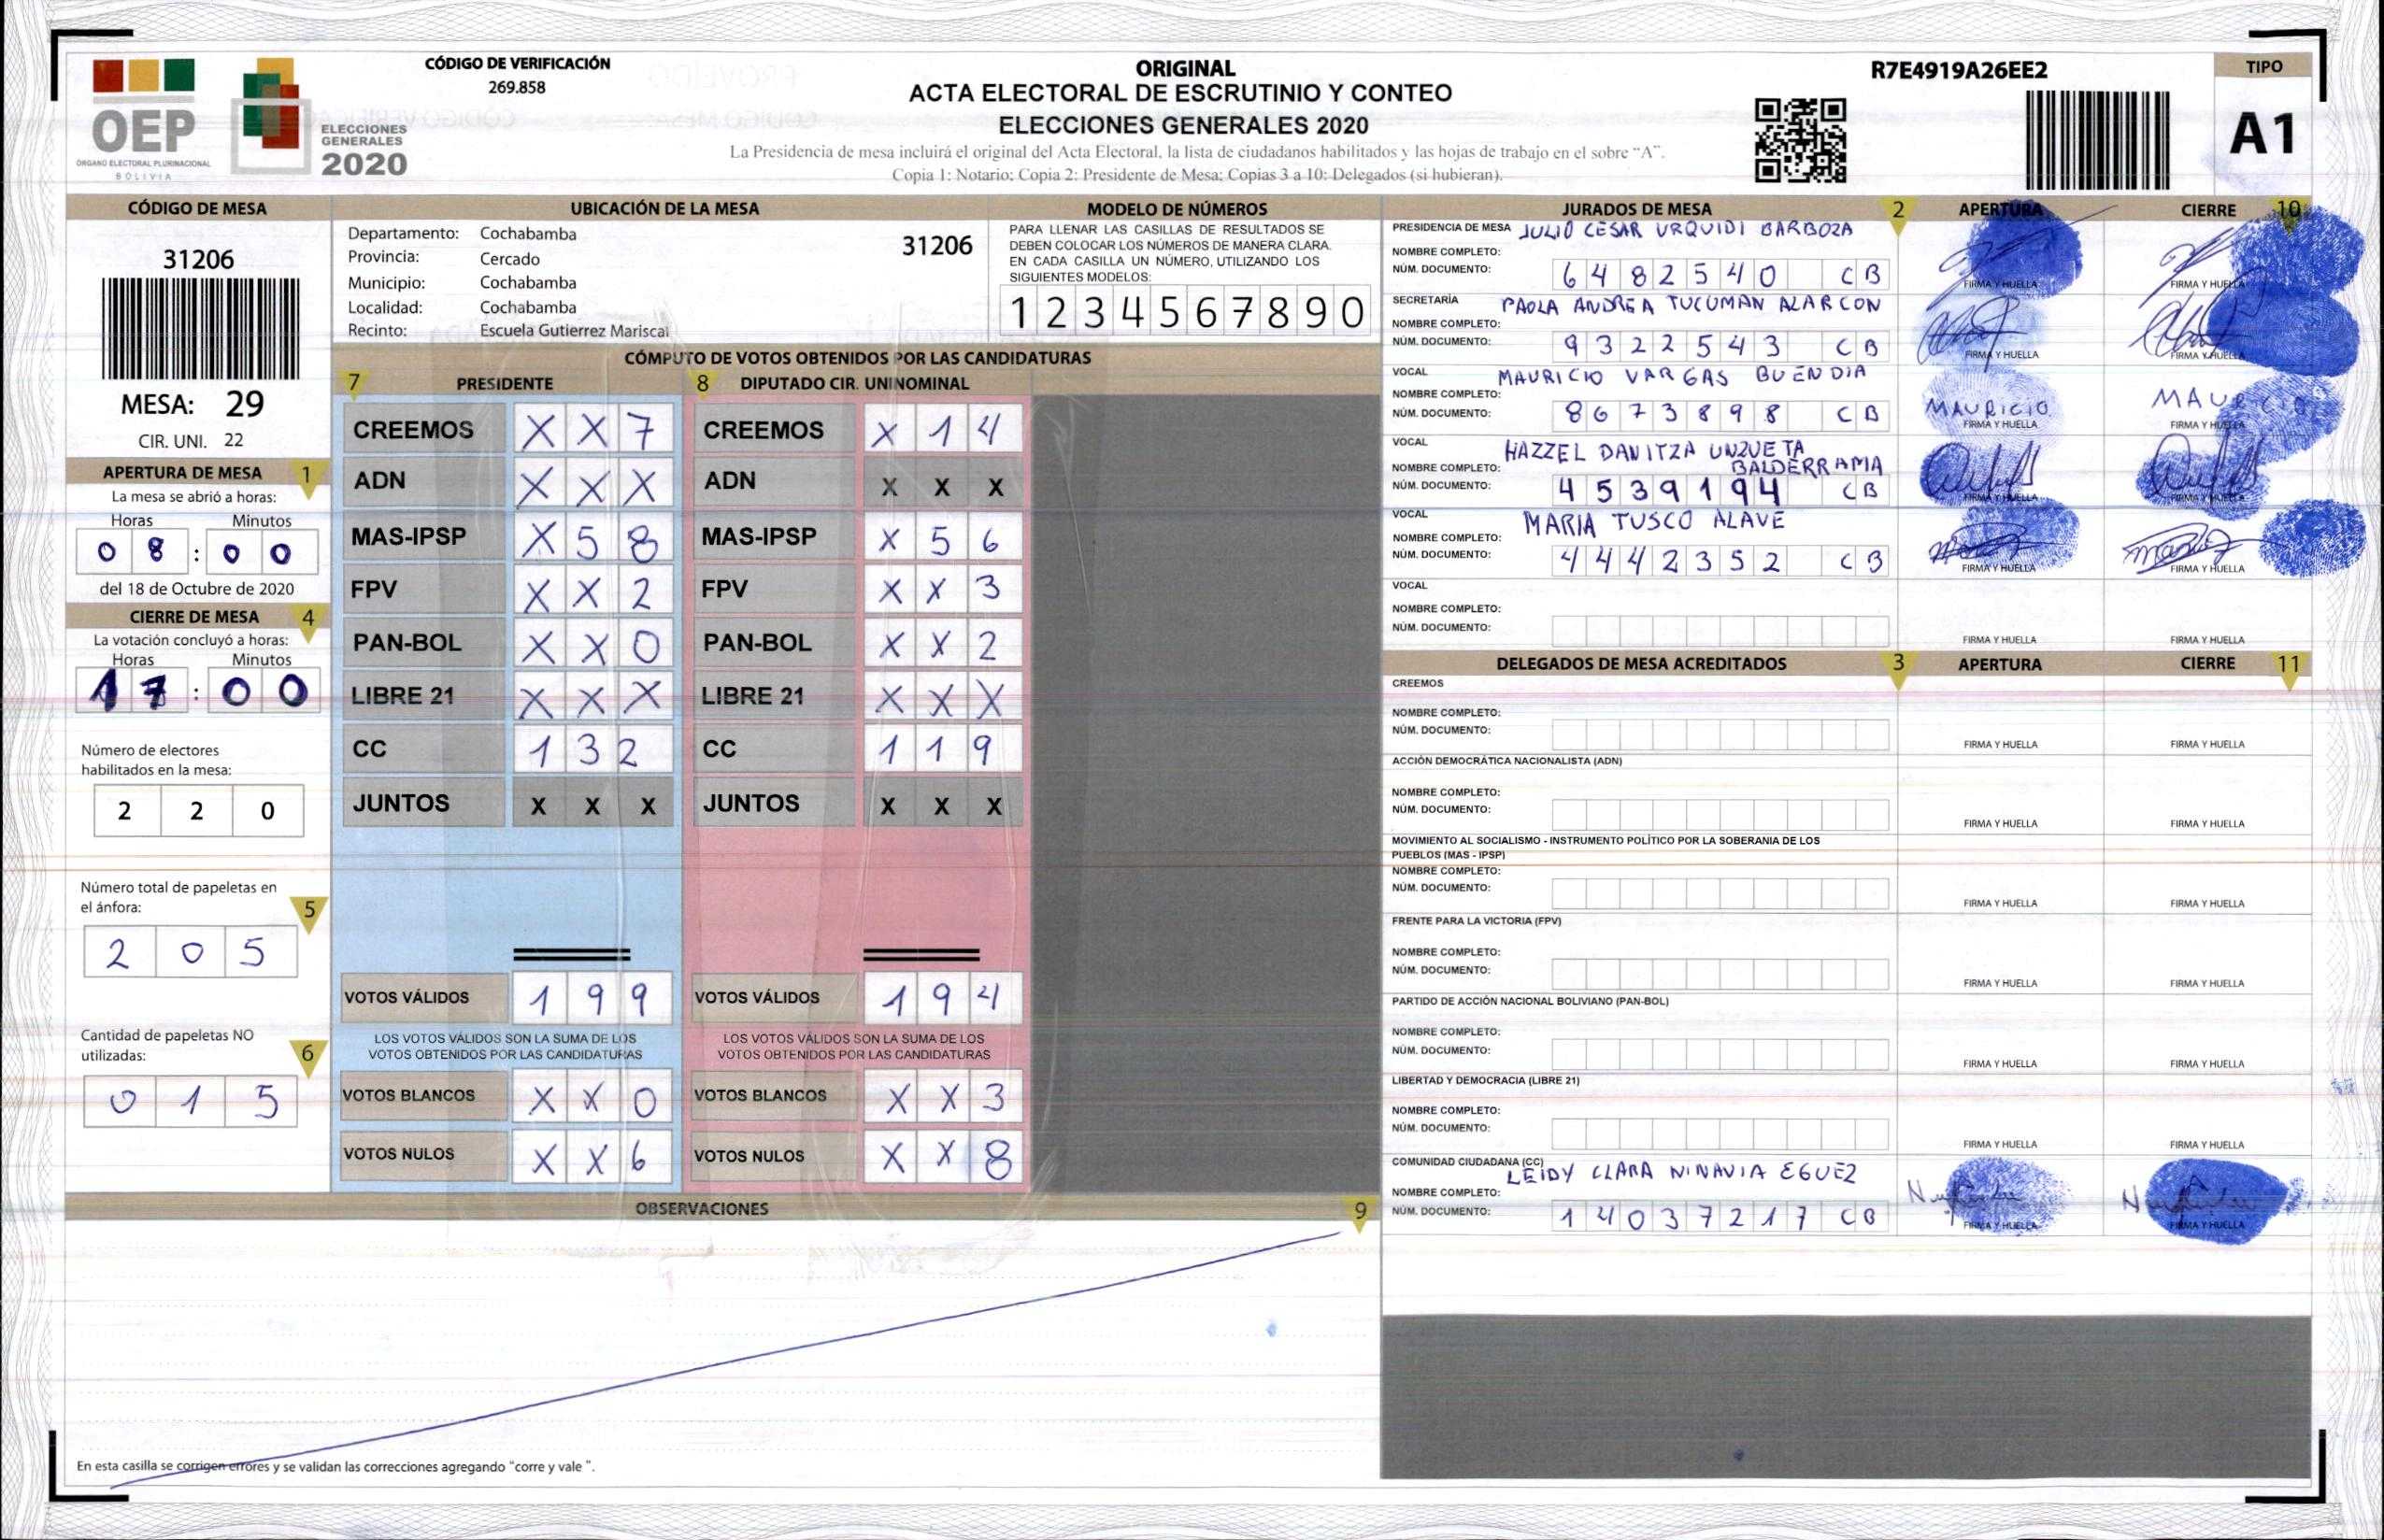 OEP
ÓRGANO ELECTORAL PLURINACIONAL
BOLIVIA
ELECCIONES
GENERALES
2020
CÓDIGO DE VERIFICACIÓN
269.858
ORIGINAL
ACTA ELECTORAL DE ESCRUTINIO Y CONTEO
ELECCIONES GENERALES 2020
La Presidencia de mesa incluirá el original del Acta Electoral, la lista de ciudadanos habilitados y las hojas de trabajo en el sobre "A".
Copia 1: Notario; Copia 2: Presidente de Mesa; Copias 3 a 10: Delegados (si hubieran).
R7E4919A26EE2
TIPO
A1
CÓDIGO DE MESA
31206
MESA: 29
CIR. UNI. 22
APERTURA DE MESA 1
La mesa se abrió a horas:
Horas Minutos
0 8 : 0 0
del 18 de Octubre de 2020
CIERRE DE MESA 4
La votación concluyó a horas:
Horas Minutos
1 7 : 0 0
Número de electores
habilitados en la mesa:
2 2 0
Número total de papeletas en
el ánfora: 5
2 0 5
Cantidad de papeletas NO
utilizadas: 6
0 1 5
UBICACIÓN DE LA MESA
Departamento: Cochabamba
31206
Provincia: Cercado
Municipio: Cochabamba
Localidad: Cochabamba
Recinto: Escuela Gutierrez Mariscal
MODELO DE NÚMEROS
PARA LLENAR LAS CASILLAS DE RESULTADOS SE
DEBEN COLOCAR LOS NÚMEROS DE MANERA CLARA.
EN CADA CASILLA UN NÚMERO, UTILIZANDO LOS
SIGUIENTES MODELOS:
1 2 3 4 5 6 7 8 9 0
CÓMPUTO DE VOTOS OBTENIDOS POR LAS CANDIDATURAS
7 PRESIDENTE 8 DIPUTADO CIR. UNINOMINAL
CREEMOS X X 7 CREEMOS X 1 4
ADN X X X ADN X X X
MAS-IPSP X 5 8 MAS-IPSP X 5 6
FPV X X 2 FPV X X 3
PAN-BOL X X 0 PAN-BOL X X 2
LIBRE 21 X X X LIBRE 21 X X X
CC 1 3 2 CC 1 1 9
JUNTOS X X X JUNTOS X X X
VOTOS VÁLIDOS 1 9 9 VOTOS VÁLIDOS 1 9 4
LOS VOTOS VÁLIDOS SON LA SUMA DE LOS LOS VOTOS VÁLIDOS SON LA SUMA DE LOS
VOTOS OBTENIDOS POR LAS CANDIDATURAS VOTOS OBTENIDOS POR LAS CANDIDATURAS
VOTOS BLANCOS X X 0 VOTOS BLANCOS X X 3
VOTOS NULOS X X 6 VOTOS NULOS X X 8
OBSERVACIONES 9
En esta casilla se corrigen errores y se validan las correcciones agregando "corre y vale ".
JURADOS DE MESA 2 APERTURA CIERRE 10
PRESIDENCIA DE MESA JULIO CESAR URQUIDI BARBOZA
NOMBRE COMPLETO:
NÚM. DOCUMENTO: 6 4 8 2 5 4 0 C B FIRMA Y HUELLA FIRMA Y HUELLA
SECRETARÍA PAOLA ANDREA TUCUMAN ALARCON
NOMBRE COMPLETO:
NÚM. DOCUMENTO: 9 3 2 2 5 4 3 C B FIRMA Y HUELLA FIRMA Y HUELLA
VOCAL MAURICIO VARGAS BUENDIA
NOMBRE COMPLETO: MAURICIO MAURICIO
NÚM. DOCUMENTO: 8 6 7 3 8 9 8 C B FIRMA Y HUELLA FIRMA Y HUELLA
VOCAL HAZZEL DANITZA UNZUETA
NOMBRE COMPLETO: BALDERRAMA
NÚM. DOCUMENTO: 4 5 3 9 1 9 4 C B FIRMA Y HUELLA FIRMA Y HUELLA
VOCAL MARIA TUSCO ALAVE
NOMBRE COMPLETO:
NÚM. DOCUMENTO: 4 4 4 2 3 5 2 C B FIRMA Y HUELLA FIRMA Y HUELLA
VOCAL
NOMBRE COMPLETO:
NÚM. DOCUMENTO: FIRMA Y HUELLA FIRMA Y HUELLA
DELEGADOS DE MESA ACREDITADOS 3 APERTURA CIERRE 11
CREEMOS
NOMBRE COMPLETO:
NÚM. DOCUMENTO: FIRMA Y HUELLA FIRMA Y HUELLA
ACCIÓN DEMOCRÁTICA NACIONALISTA (ADN)
NOMBRE COMPLETO:
NÚM. DOCUMENTO: FIRMA Y HUELLA FIRMA Y HUELLA
MOVIMIENTO AL SOCIALISMO - INSTRUMENTO POLÍTICO POR LA SOBERANIA DE LOS
PUEBLOS (MAS - IPSP)
NOMBRE COMPLETO:
NÚM. DOCUMENTO: FIRMA Y HUELLA FIRMA Y HUELLA
FRENTE PARA LA VICTORIA (FPV)
NOMBRE COMPLETO:
NÚM. DOCUMENTO: FIRMA Y HUELLA FIRMA Y HUELLA
PARTIDO DE ACCIÓN NACIONAL BOLIVIANO (PAN-BOL)
NOMBRE COMPLETO:
NÚM. DOCUMENTO: FIRMA Y HUELLA FIRMA Y HUELLA
LIBERTAD Y DEMOCRACIA (LIBRE 21)
NOMBRE COMPLETO:
NÚM. DOCUMENTO: FIRMA Y HUELLA FIRMA Y HUELLA
COMUNIDAD CIUDADANA (CC) LEIDY CLARA NINAVIA EGUEZ
NOMBRE COMPLETO:
NÚM. DOCUMENTO: 1 4 0 3 7 2 1 7 C B FIRMA Y HUELLA FIRMA Y HUELLA